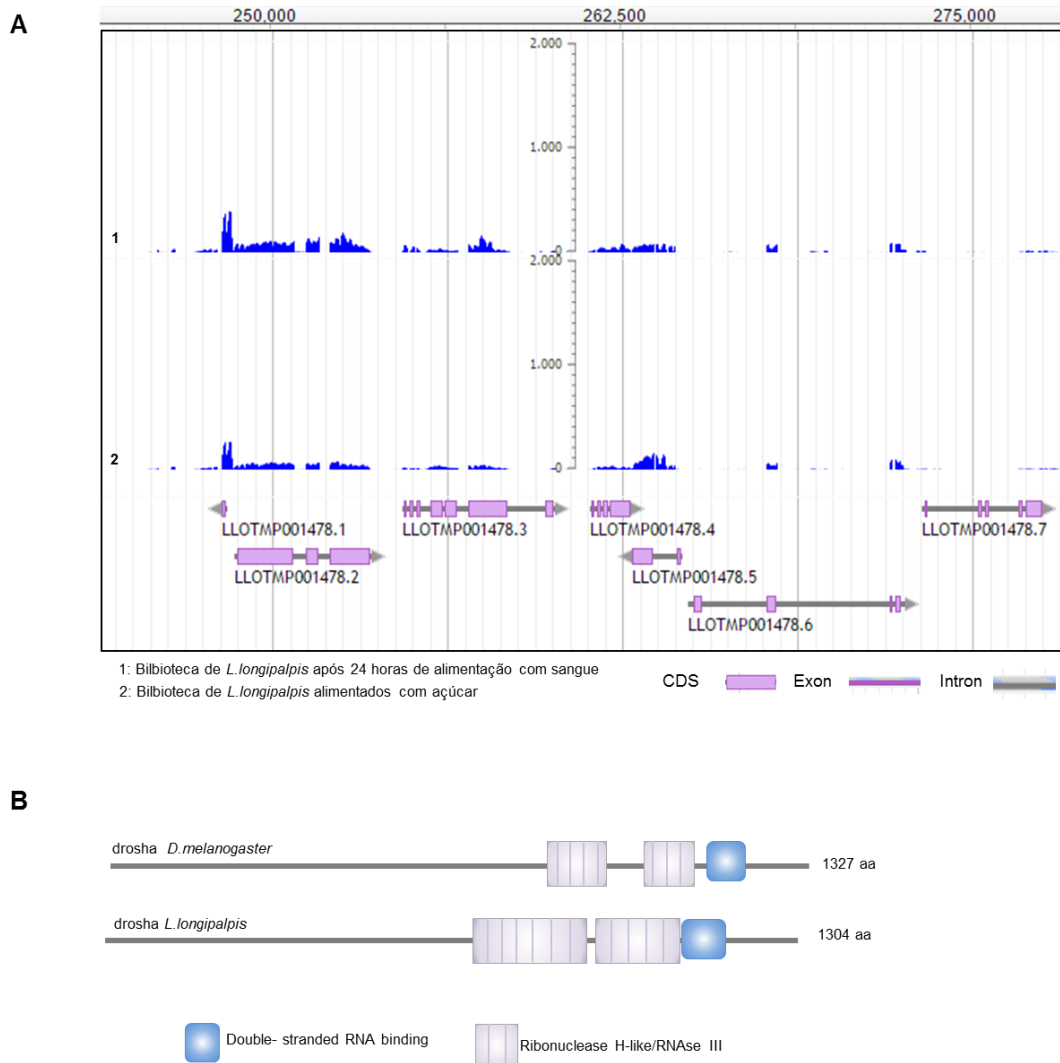 A
250,000 262,500 275,000
2.000
1.000
0
1
2.000
1.000
0
2
LLOTMP001478.1 LLOTMP001478.3 LLOTMP001478.4 LLOTMP001478.7
LLOTMP001478.2 LLOTMP001478.5
LLOTMP001478.6
1: Bilbioteca de L.longipalpis após 24 horas de alimentação com sangue
2: Bilbioteca de L.longipalpis alimentados com açúcar
CDS Exon Intron
B
drosha D.melanogaster
1327 aa
drosha L.longipalpis
1304 aa
Double- stranded RNA binding
Ribonuclease H-like/RNAse III